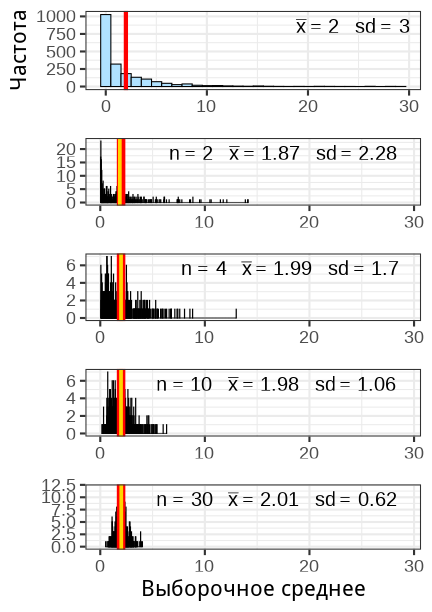 Частота
1000
750
500
250
0
x̅ = 2 sd = 3
0 10 20 30
20
15
10
5
0
n = 2 x̅ = 1.87 sd = 2.28
0 10 20 30
6
4
2
0
n = 4 x̅ = 1.99 sd = 1.7
0 10 20 30
6
4
2
0
n = 10 x̅ = 1.98 sd = 1.06
0 10 20 30
12.5
10.0
7.5
5.0
2.5
0.0
n = 30 x̅ = 2.01 sd = 0.62
0 10 20 30
Выборочное среднее